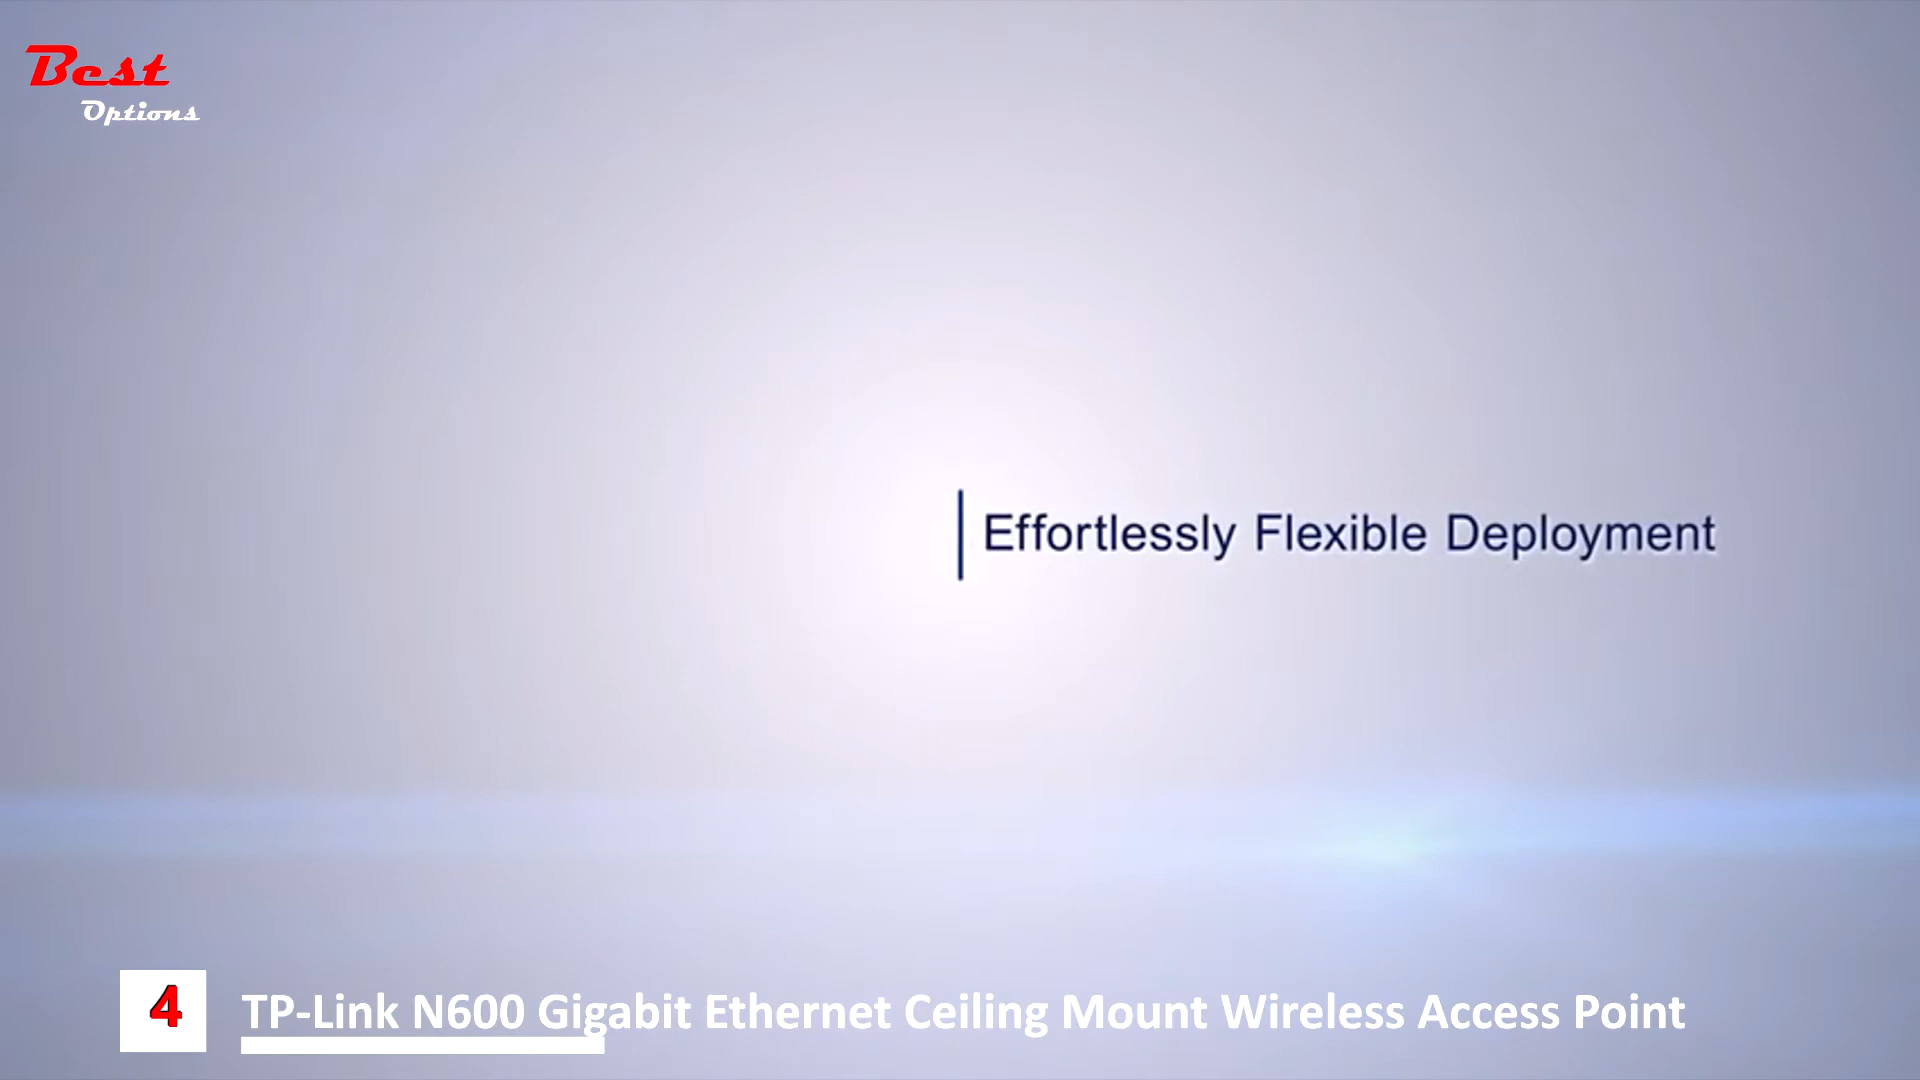 Best
Options
Effortlessly Flexible Deployment
4
TP-Link N600 Gigabit Ethernet Ceiling Mount Wireless Access Point